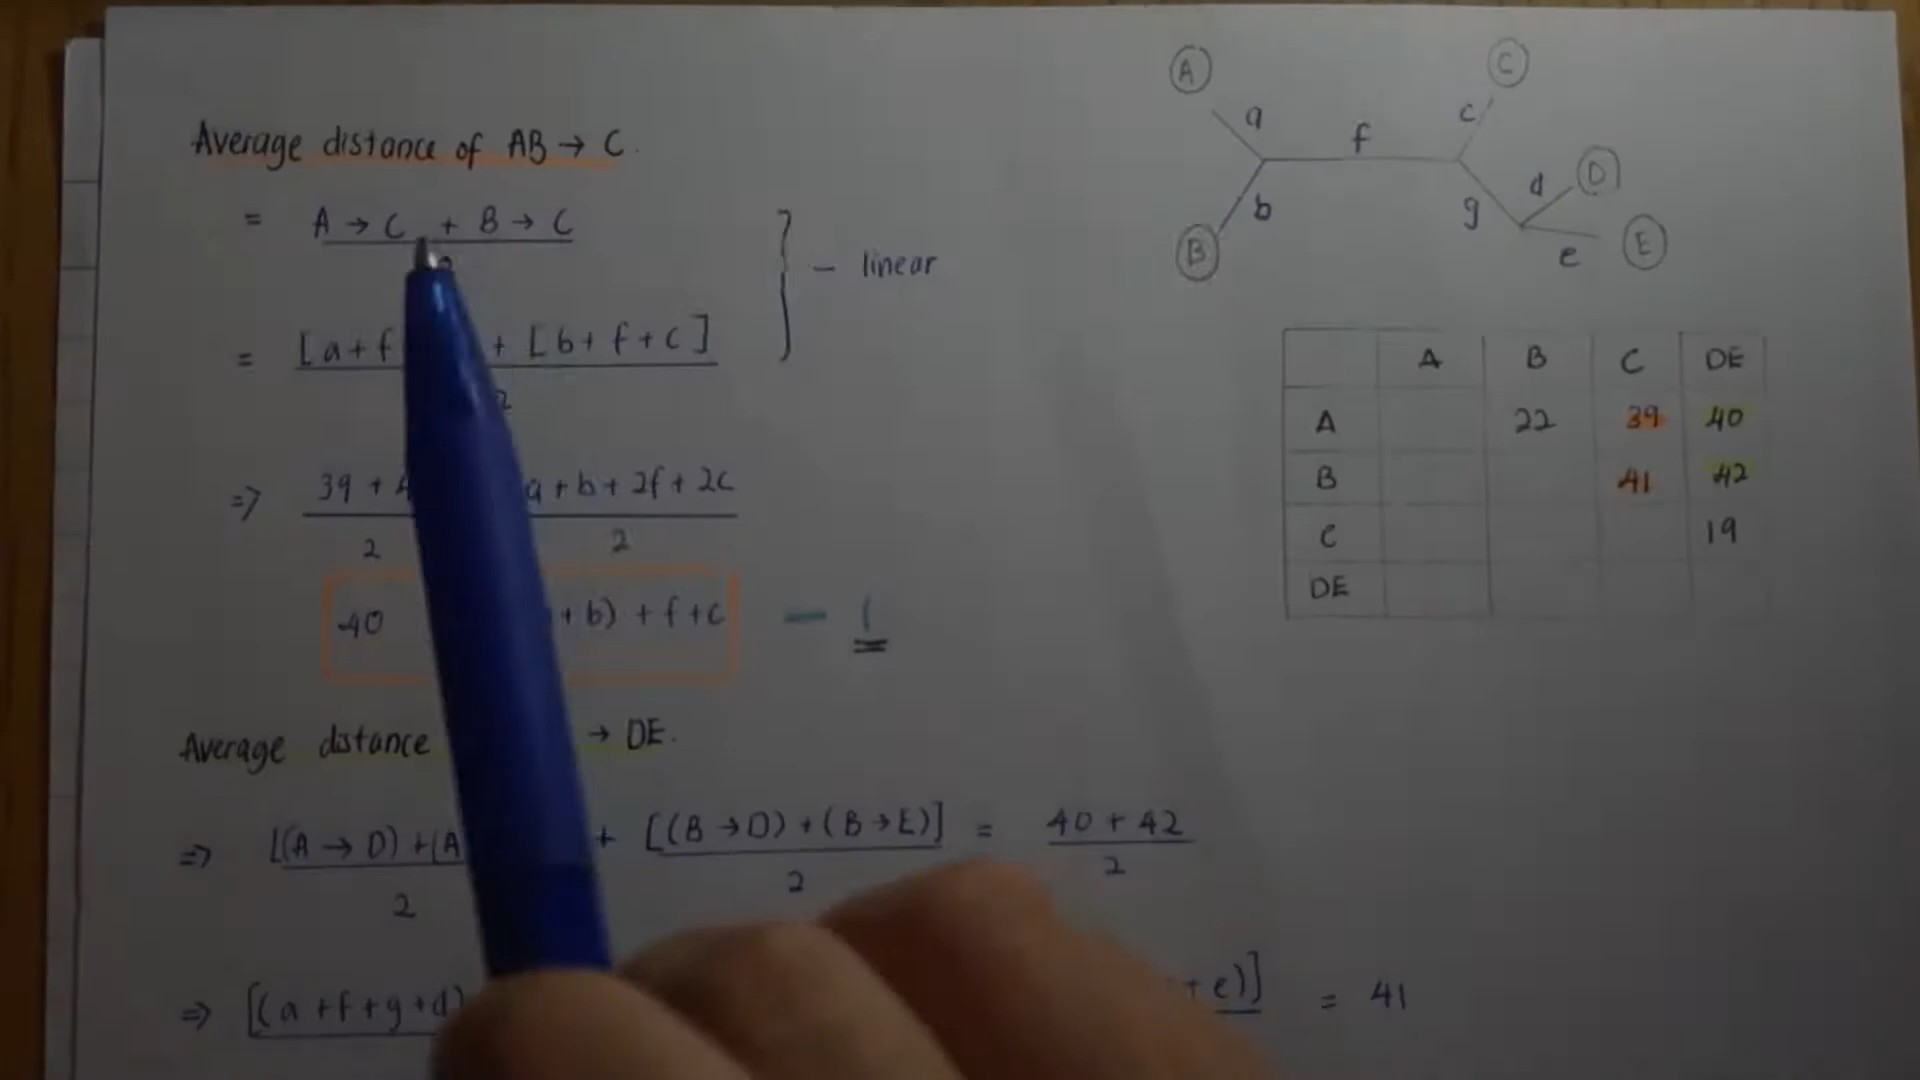 Average distance of AB → C.
= A → C + B → C
[a + f + [b + f + c]
2
- linear
=
=> 39 + a + b + 2f + 2c
2 2
40 + b) + f + c - 1
Average distance → DE.
=> [(A → D) + (A + [(B → D) + (B → E)] = 40 + 42
2 2 2
=> [(a + f + g + d) + e)] = 41
A a f c C
B b g d D
e E
A B C DE
A 22 39 40
B 41 42
C 19
DE